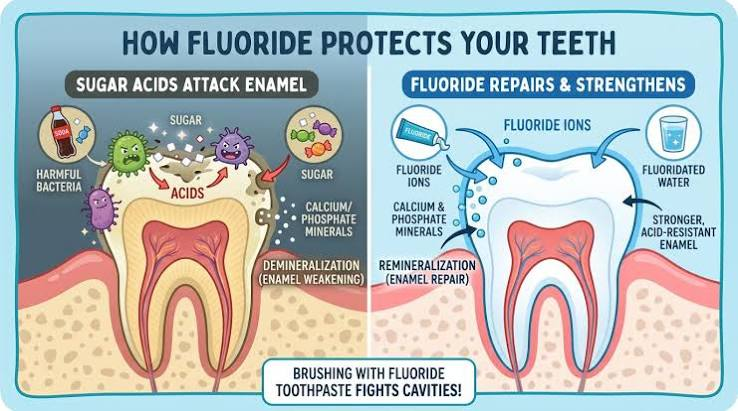 HOW FLUORIDE PROTECTS YOUR TEETH
SUGAR ACIDS ATTACK ENAMEL
SODA
HARMFUL
BACTERIA
SUGAR
SUGAR
ACIDS
CALCIUM/
PHOSPHATE
MINERALS
DEMINERALIZATION
(ENAMEL WEAKENING)
FLUORIDE REPAIRS & STRENGTHENS
FLUORIDE
FLUORIDE
IONS
FLUORIDE IONS
FLUORIDATED
WATER
CALCIUM &
PHOSPHATE
MINERALS
STRONGER,
ACID-RESISTANT
ENAMEL
REMINERALIZATION
(ENAMEL REPAIR)
BRUSHING WITH FLUORIDE
TOOTHPASTE FIGHTS CAVITIES!